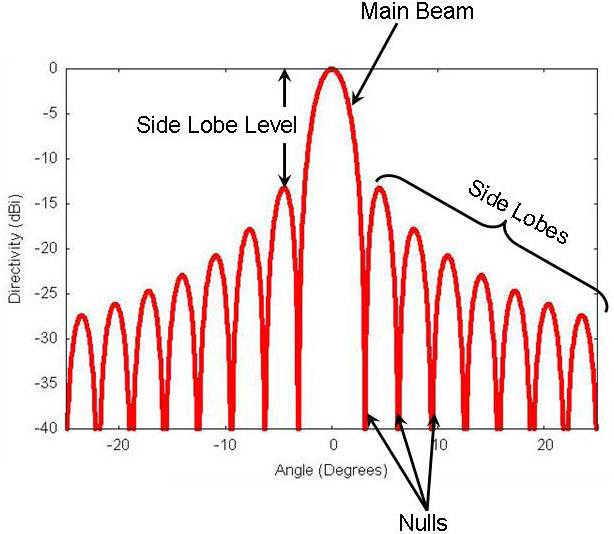 Main Beam
Side Lobe Level
Side Lobes
Directivity (dBi)
0
-5
-10
-15
-20
-25
-30
-35
-40
-20
-10
0
10
20
Angle (Degrees)
Nulls